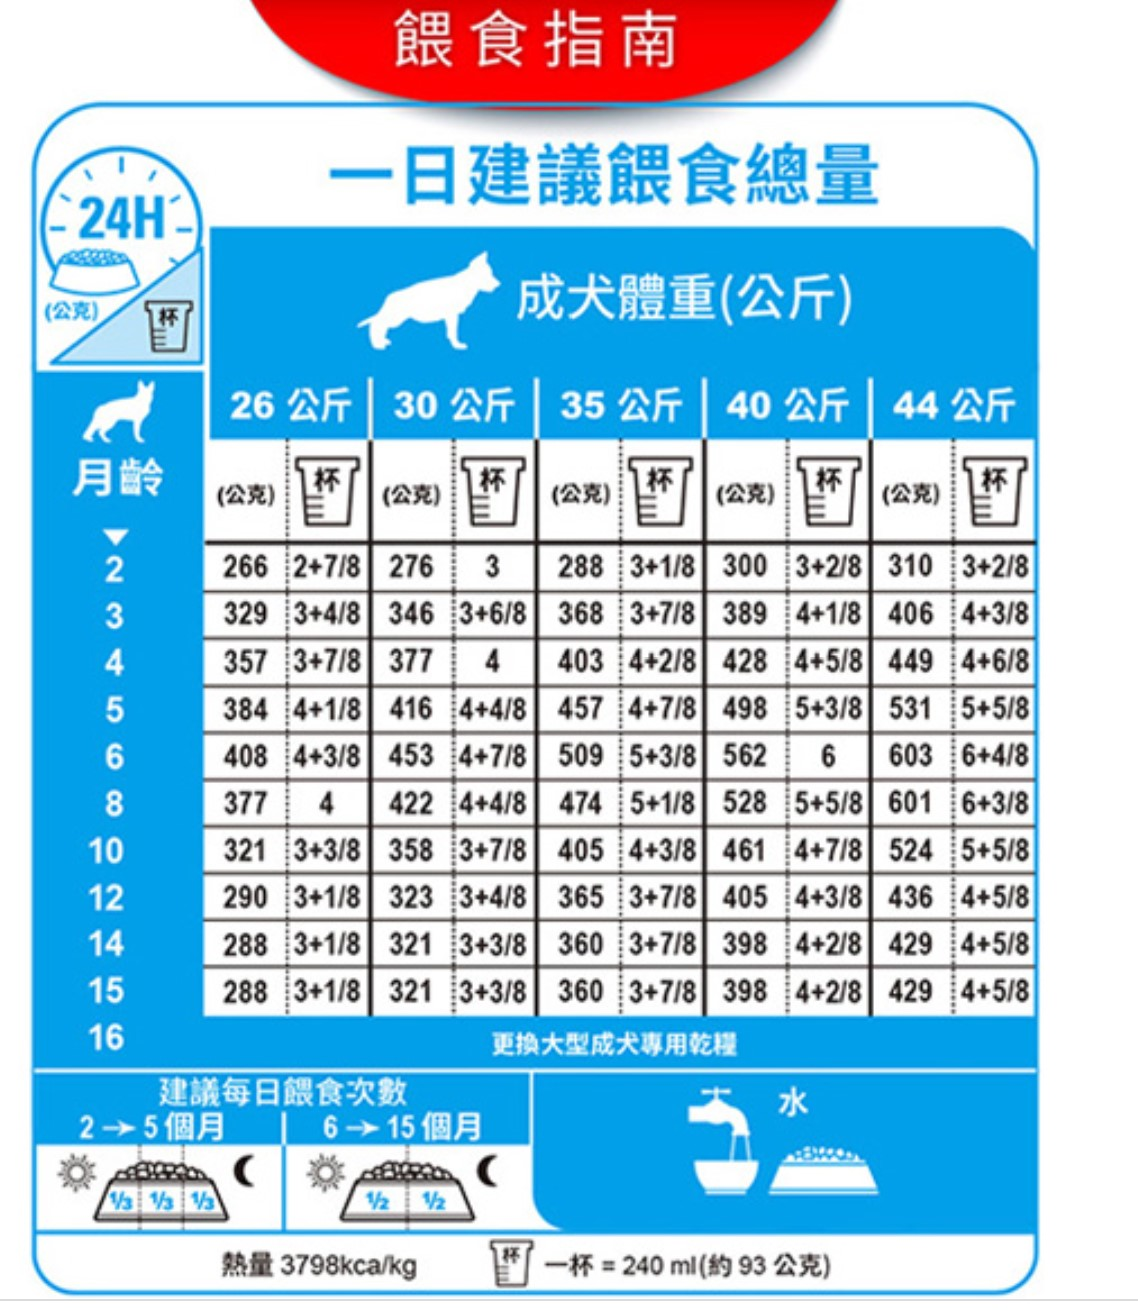 餵食指南
一日建議餵食總量
24H
(公克) 杯
成犬體重(公斤)
月齡 26 公斤 30 公斤 35 公斤 40 公斤 44 公斤
(公克) 杯 (公克) 杯 (公克) 杯 (公克) 杯 (公克) 杯
2 266 2+7/8 276 3 288 3+1/8 300 3+2/8 310 3+2/8
3 329 3+4/8 346 3+6/8 368 3+7/8 389 4+1/8 406 4+3/8
4 357 3+7/8 377 4 403 4+2/8 428 4+5/8 449 4+6/8
5 384 4+1/8 416 4+4/8 457 4+7/8 498 5+3/8 531 5+5/8
6 408 4+3/8 453 4+7/8 509 5+3/8 562 6 603 6+4/8
8 377 4 422 4+4/8 474 5+1/8 528 5+5/8 601 6+3/8
10 321 3+3/8 358 3+7/8 405 4+3/8 461 4+7/8 524 5+5/8
12 290 3+1/8 323 3+4/8 365 3+7/8 405 4+3/8 436 4+5/8
14 288 3+1/8 321 3+3/8 360 3+7/8 398 4+2/8 429 4+5/8
15 288 3+1/8 321 3+3/8 360 3+7/8 398 4+2/8 429 4+5/8
16 更換大型成犬專用乾糧
建議每日餵食次數
2→5個月 6→15個月
1/3 1/3 1/3 1/2 1/2
水
熱量 3798kca/kg 杯 一杯 = 240 ml(約 93 公克)